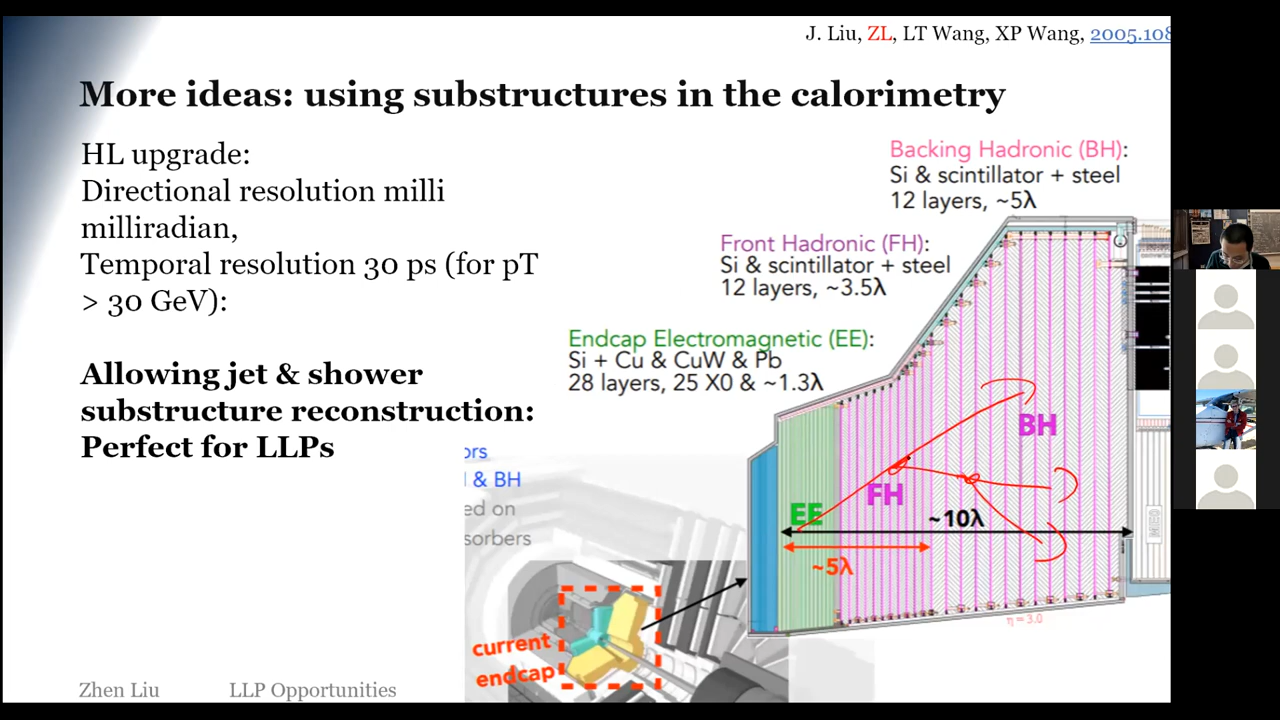 J. Liu, ZL, LT Wang, XP Wang, 2005.108
More ideas: using substructures in the calorimetry
HL upgrade:
Directional resolution milli
milliradian,
Temporal resolution 30 ps (for pT
> 30 GeV):
Allowing jet & shower
substructure reconstruction:
Perfect for LLPs
Backing Hadronic (BH):
Si & scintillator + steel
12 layers, ~5λ
Front Hadronic (FH):
Si & scintillator + steel
12 layers, ~3.5λ
Endcap Electromagnetic (EE):
Si + Cu & CuW & Pb
28 layers, 25 X0 & ~1.3λ
ors
& BH
ed on
sorbers
BH
FH
EE
~10λ
~5λ
η = 3.0
current
endcap
Zhen Liu LLP Opportunities